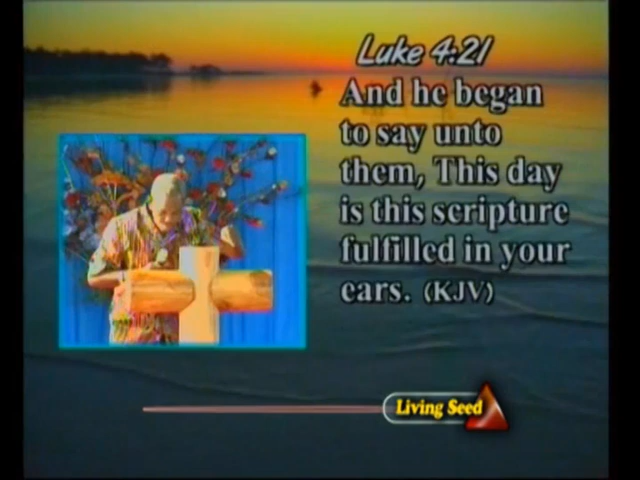 Luke 4:21
And he began
to say unto
them, This day
is this scripture
fulfilled in your
ears. (KJV)
Living Seed